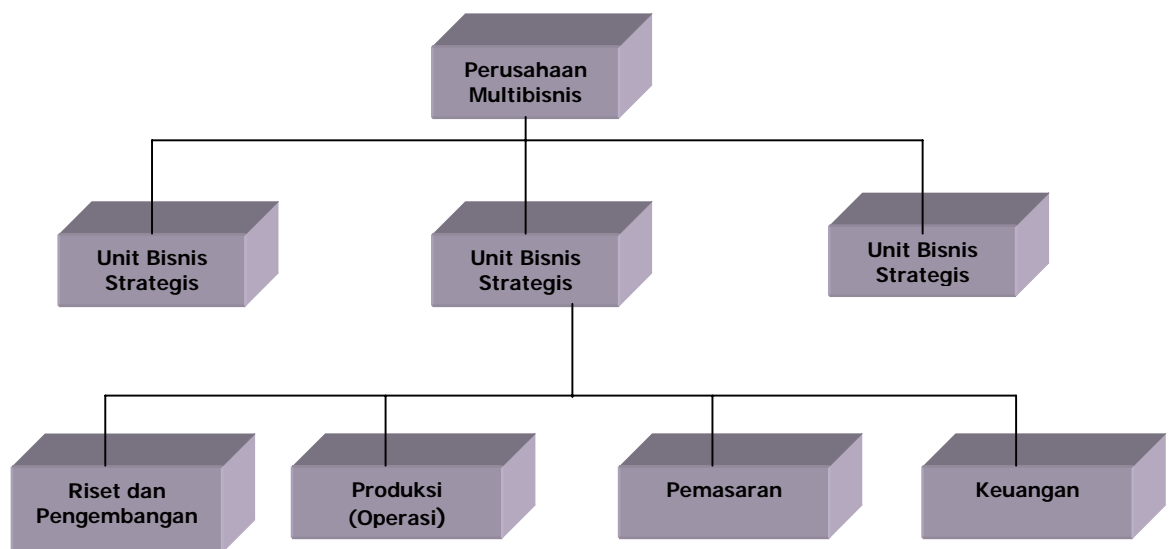 Perusahaan
Multibisnis
Unit Bisnis
Strategis
Unit Bisnis
Strategis
Unit Bisnis
Strategis
Riset dan
Pengembangan
Produksi
(Operasi)
Pemasaran
Keuangan